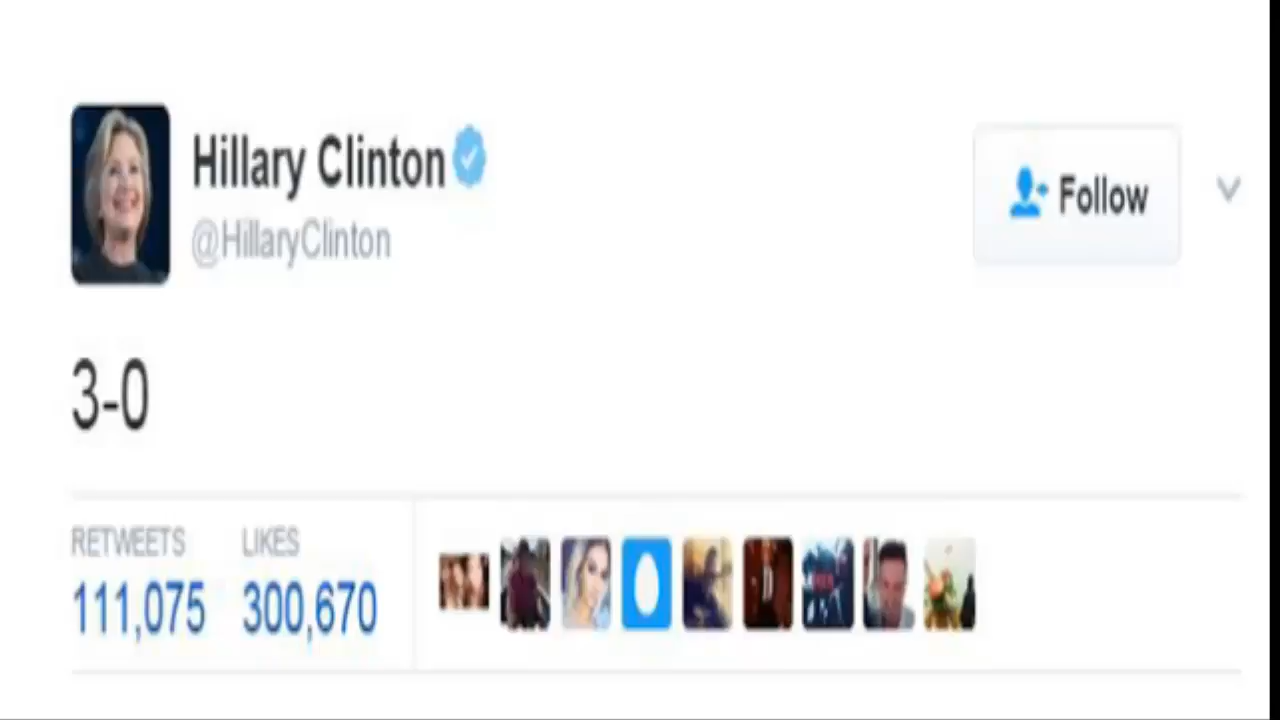 Hillary Clinton
@HillaryClinton
Follow
3-0
RETWEETS LIKES
111,075 300,670